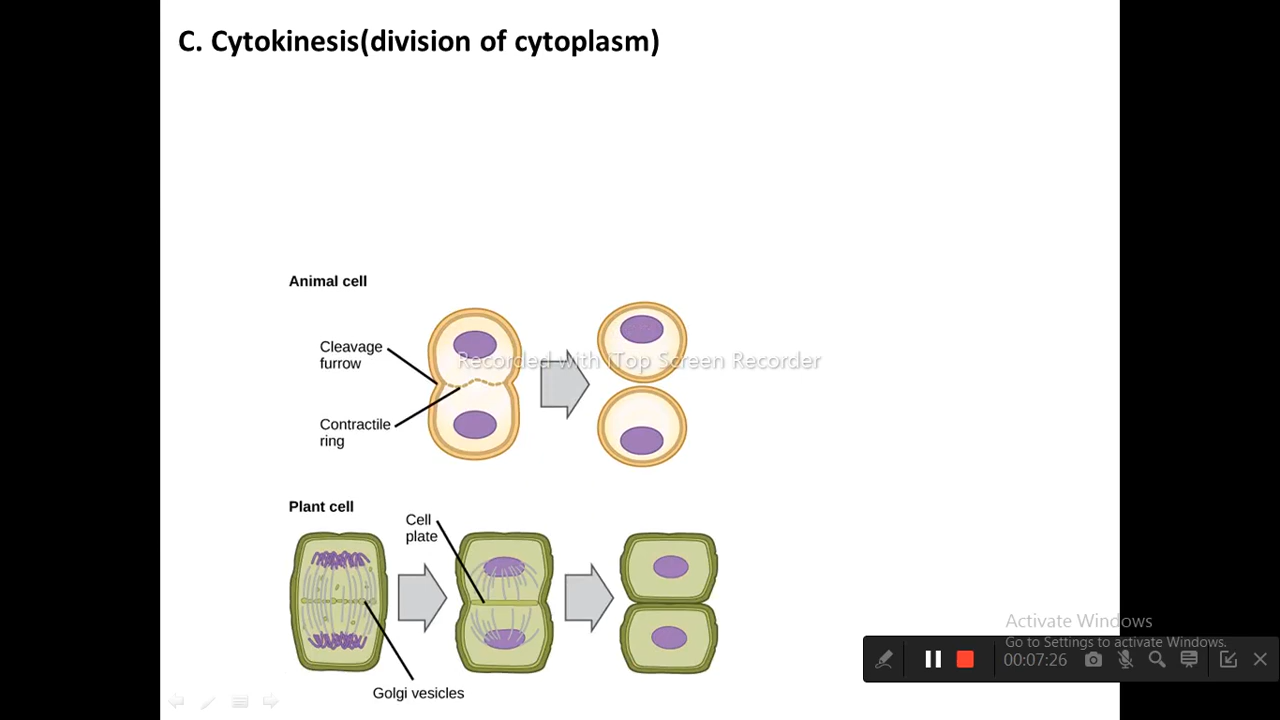 C. Cytokinesis(division of cytoplasm)
Animal cell
Cleavage
furrow
Recorded with iTop Screen Recorder
Contractile
ring
Plant cell
Cell
plate
Golgi vesicles
Activate Windows
Go to Settings to activate Windows.
00:07:26